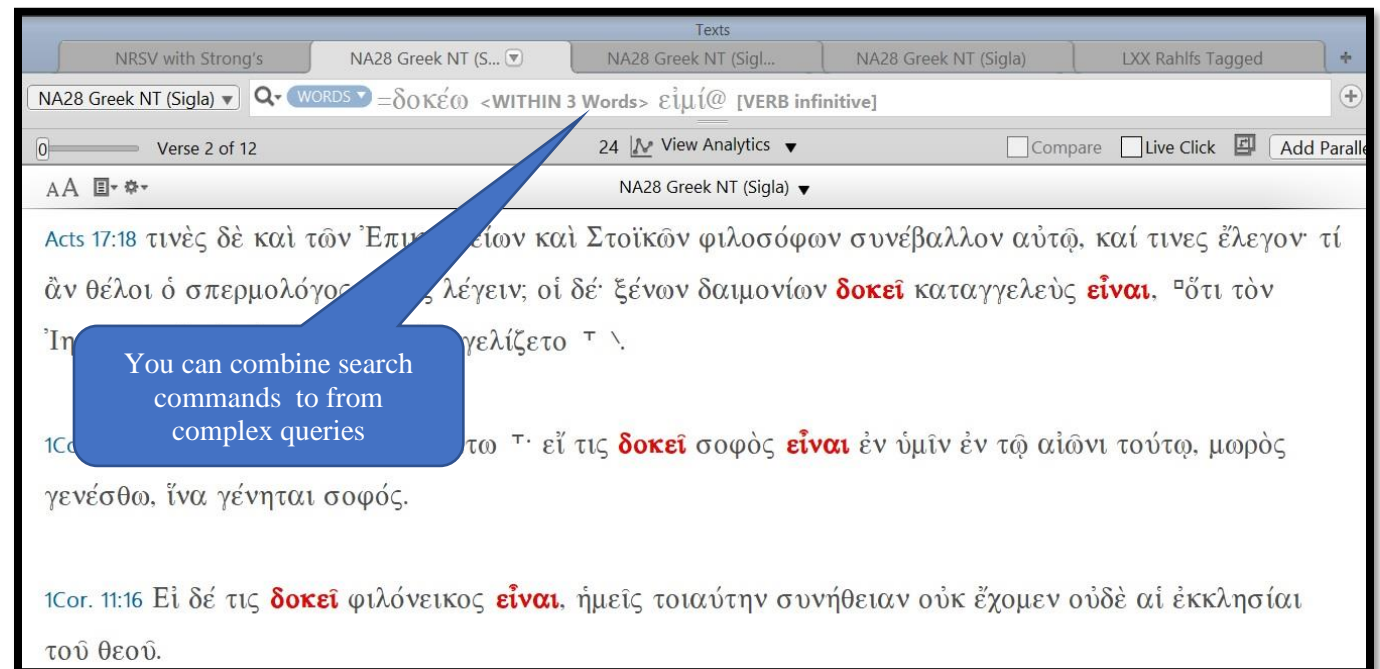 Texts
NRSV with Strong's NA28 Greek NT (S... NA28 Greek NT (Sigl... NA28 Greek NT (Sigla) LXX Rahlfs Tagged +
NA28 Greek NT (Sigla) WORDS =δοκέω <WITHIN 3 Words> εἰμί@ [VERB infinitive]
0 Verse 2 of 12 24 View Analytics Compare Live Click Add Paralle
AA NA28 Greek NT (Sigla)
Acts 17:18 τινὲς δὲ καὶ τῶν καὶ Στοϊκῶν φιλοσόφων συνέβαλλον αὐτῷ, καί τινες ἔλεγον· τί
ἂν θέλοι ὁ λέγειν; οἱ δέ· ξένων δαιμονίων δοκεῖ καταγγελεὺς εἶναι, ⸋ὅτι τὸν
γελίζετο ⸆ ⸌.
You can combine search
commands to from
complex queries
τω ⸆· εἴ τις δοκεῖ σοφὸς εἶναι ἐν ὑμῖν ἐν τῷ αἰῶνι τούτῳ, μωρὸς
γενέσθω, ἵνα γένηται σοφός.
1Cor. 11:16 Εἰ δέ τις δοκεῖ φιλόνεικος εἶναι, ἡμεῖς τοιαύτην συνήθειαν οὐκ ἔχομεν οὐδὲ αἱ ἐκκλησίαι
τοῦ θεοῦ.